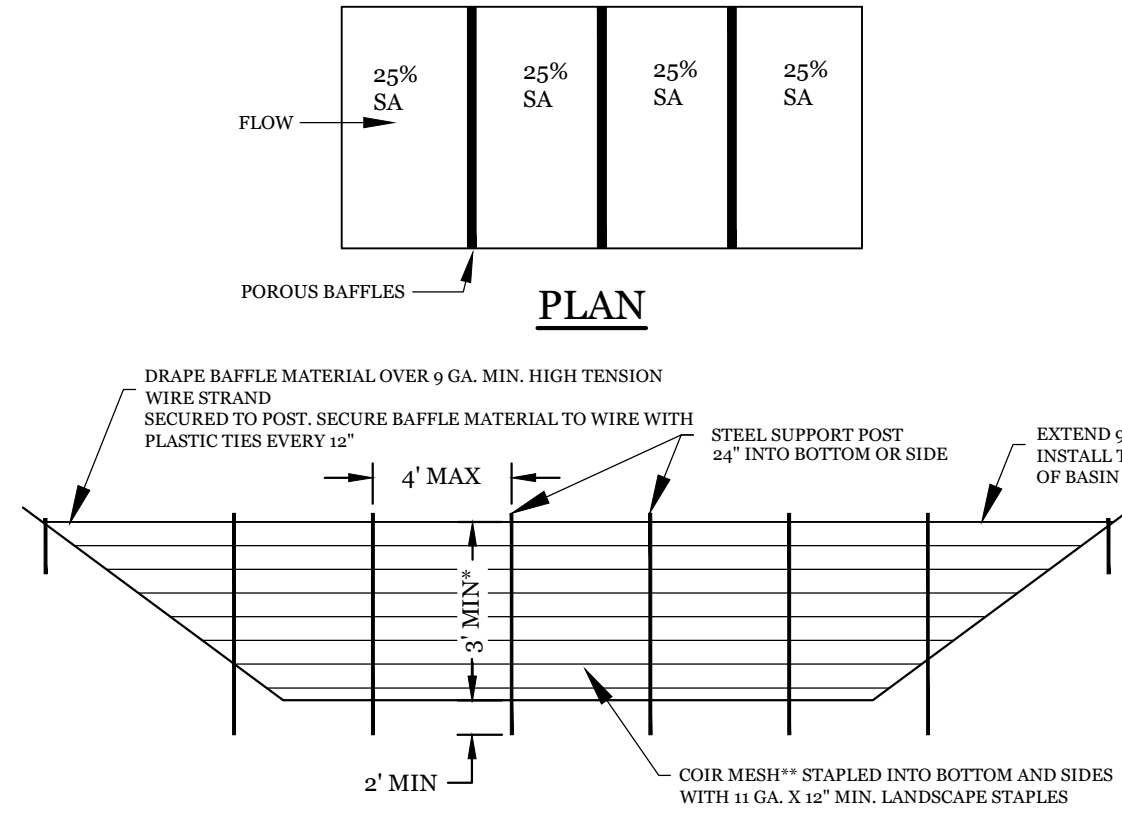 25%
SA
25%
SA
25%
SA
25%
SA
FLOW
POROUS BAFFLES
PLAN
DRAPE BAFFLE MATERIAL OVER 9 GA. MIN. HIGH TENSION
WIRE STRAND
SECURED TO POST. SECURE BAFFLE MATERIAL TO WIRE WITH
PLASTIC TIES EVERY 12"
STEEL SUPPORT POST
24" INTO BOTTOM OR SIDE
EXTEND 9
INSTALL T
OF BASIN
4' MAX
3' MIN*
2' MIN
COIR MESH** STAPLED INTO BOTTOM AND SIDES
WITH 11 GA. X 12" MIN. LANDSCAPE STAPLES